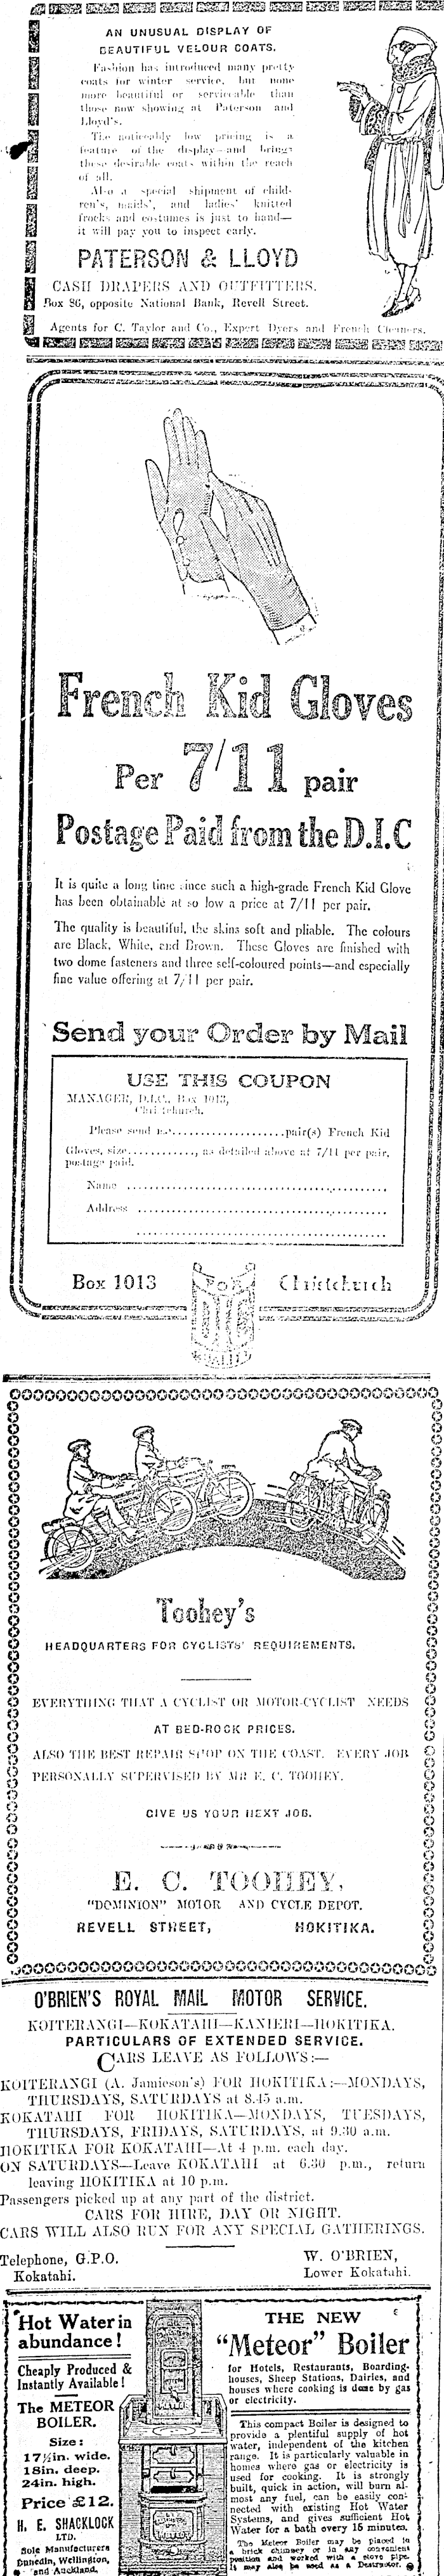 AN UNUSUAL DISPLAY OF
BEAUTIFUL VELOUR COATS.
Fashion has introduced many pretty
coats for winter service, but none
more beautiful or serviceable than
those now showing at Paterson and
Lloyd's.
The noticeably low pricing is a
feature of the display—and brings
these desirable coats within the reach
of all.
Also a special shipment of child-
ren's, maids', and ladies' knitted
frocks and costumes is just to hand—
it will pay you to inspect early.
PATERSON & LLOYD
CASH DRAPERS AND OUTFITTERS.
Box 86, opposite National Bank, Revell Street.
Agents for C. Taylor and Co., Expert Dyers and French Cleaners.
French Kid Gloves
Per 7/11 pair
Postage Paid from the D.I.C
It is quite a long time since such a high-grade French Kid Glove
has been obtainable at so low a price at 7/11 per pair.
The quality is beautiful, the skins soft and pliable. The colours
are Black, White, and Brown. These Gloves are finished with
two dome fasteners and three self-coloured points—and especially
fine value offering at 7/11 per pair.
Send your Order by Mail
USE THIS COUPON
MANAGER, D.I.C., Box 1013,
Christchurch.
Please send me....................pair(s) French Kid
Gloves, size............, as detailed above at 7/11 per pair,
postage paid.
Name ..............................................
Address ............................................
Box 1013 DIC Christchurch
Toohey's
HEADQUARTERS FOR CYCLISTS' REQUIREMENTS.
EVERYTHING THAT A CYCLIST OR MOTOR-CYCLIST NEEDS
AT BED-ROCK PRICES.
ALSO THE BEST REPAIR SHOP ON THE COAST. EVERY JOB
PERSONALLY SUPERVISED BY MR E. C. TOOHEY.
GIVE US YOUR NEXT JOB.
E. C. TOOHEY,
"DOMINION" MOTOR AND CYCLE DEPOT.
REVELL STREET, HOKITIKA.
O'BRIEN'S ROYAL MAIL MOTOR SERVICE.
KOITERANGI—KOKATAHI—KANIERI—HOKITIKA.
PARTICULARS OF EXTENDED SERVICE.
CARS LEAVE AS FOLLOWS:—
KOITERANGI (A. Jamieson's) FOR HOKITIKA:—MONDAYS,
THURSDAYS, SATURDAYS at 8.45 a.m.
KOKATAHI FOR HOKITIKA—MONDAYS, TUESDAYS,
THURSDAYS, FRIDAYS, SATURDAYS, at 9.30 a.m.
HOKITIKA FOR KOKATAHI—At 4 p.m. each day.
ON SATURDAYS—Leave KOKATAHI at 6.30 p.m., return
leaving HOKITIKA at 10 p.m.
Passengers picked up at any part of the district.
CARS FOR HIRE, DAY OR NIGHT.
CARS WILL ALSO RUN FOR ANY SPECIAL GATHERINGS.
Telephone, G.P.O.
Kokatahi.
W. O'BRIEN,
Lower Kokatahi.
Hot Water in
abundance!
Cheaply Produced &
Instantly Available!
The METEOR
BOILER.
Size:
17½in. wide.
18in. deep.
24in. high.
Price £12.
H. E. SHACKLOCK
LTD.
Sole Manufacturers
Dunedin, Wellington,
and Auckland.
THE NEW
"Meteor" Boiler
for Hotels, Restaurants, Boarding-
houses, Sheep Stations, Dairies, and
houses where cooking is done by gas
or electricity.
This compact Boiler is designed to
provide a plentiful supply of hot
water, independent of the kitchen
range. It is particularly valuable in
homes where gas or electricity is
used for cooking. It is strongly
built, quick in action, will burn al-
most any fuel, can be easily con-
nected with existing Hot Water
Systems, and gives sufficient Hot
Water for a bath every 15 minutes.
The Meteor Boiler may be placed in
a brick chimney or in any convenient
position and worked with a stove pipe.
It may also be used as a Destructor.